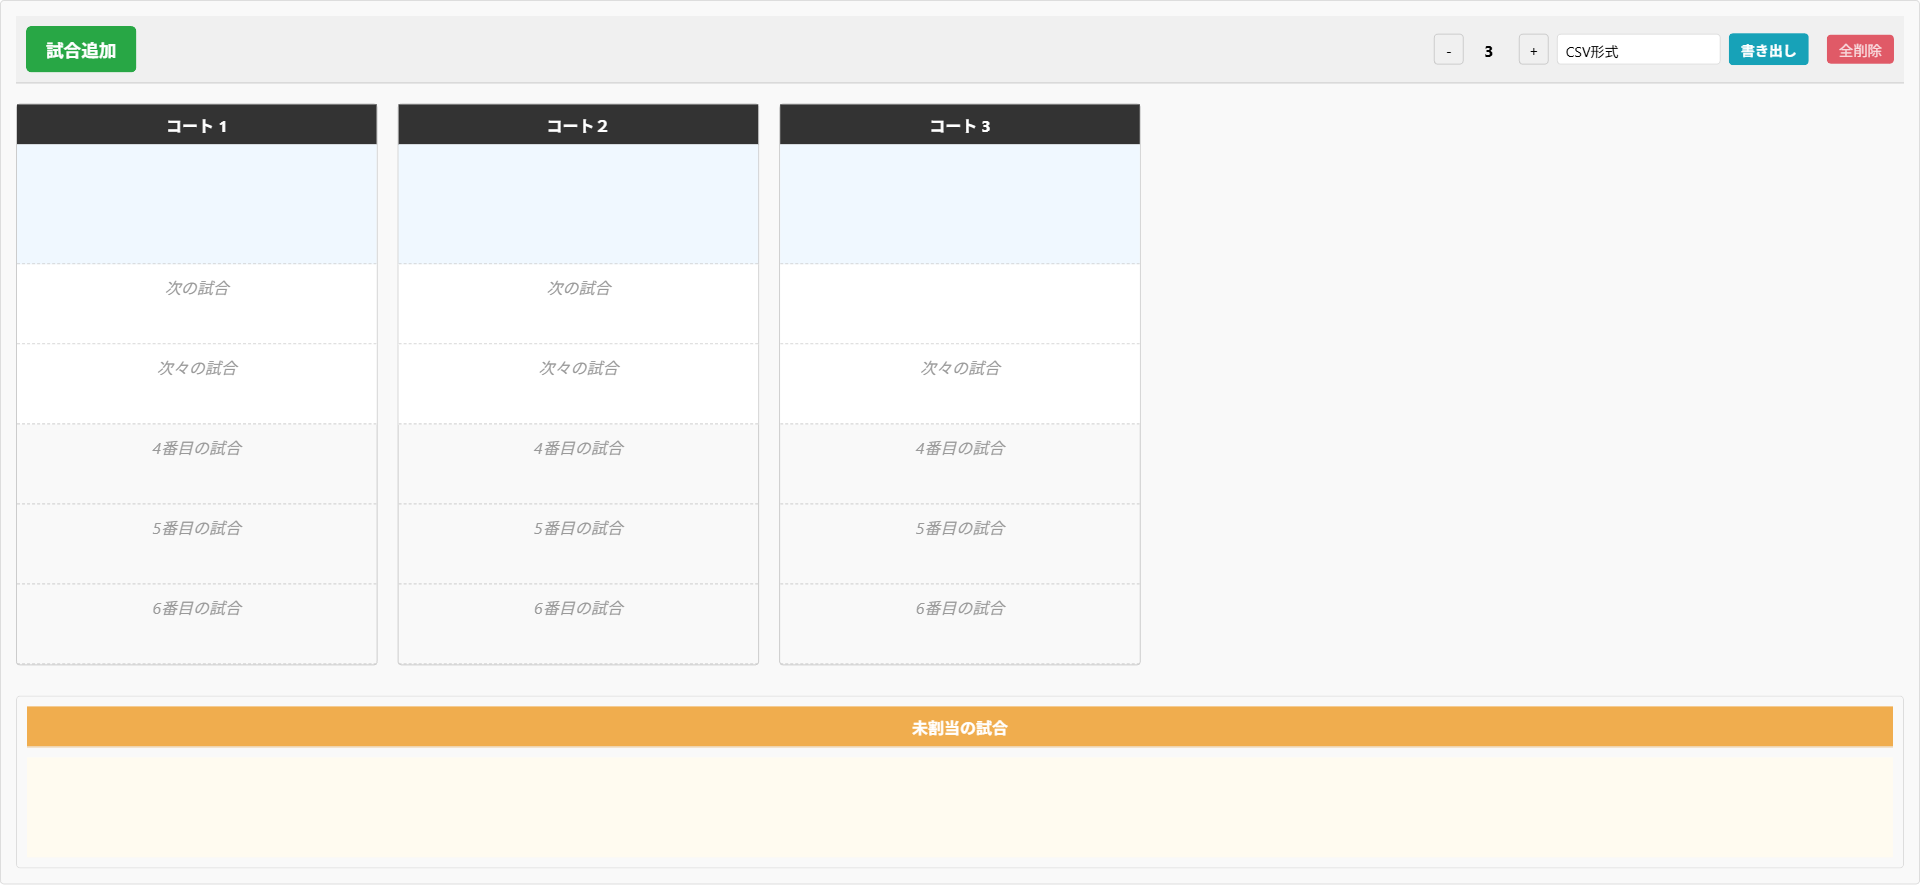 試合追加
- 3 + CSV形式 書き出し 全削除
コート 1
次の試合
次々の試合
4番目の試合
5番目の試合
6番目の試合
コート 2
次の試合
次々の試合
4番目の試合
5番目の試合
6番目の試合
コート 3
次々の試合
4番目の試合
5番目の試合
6番目の試合
未割当の試合